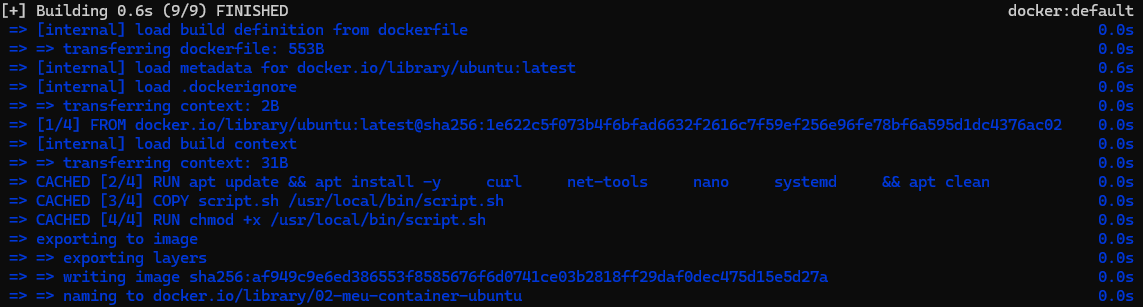 [+] Building 0.6s (9/9) FINISHED docker:default
=> [internal] load build definition from dockerfile 0.0s
=> => transferring dockerfile: 553B 0.0s
=> [internal] load metadata for docker.io/library/ubuntu:latest 0.6s
=> [internal] load .dockerignore 0.0s
=> => transferring context: 2B 0.0s
=> [1/4] FROM docker.io/library/ubuntu:latest@sha256:1e622c5f073b4f6bfad6632f2616c7f59ef256e96fe78bf6a595d1dc4376ac02 0.0s
=> [internal] load build context 0.0s
=> => transferring context: 31B 0.0s
=> CACHED [2/4] RUN apt update && apt install -y     curl     net-tools     nano     systemd     && apt clean 0.0s
=> CACHED [3/4] COPY script.sh /usr/local/bin/script.sh 0.0s
=> CACHED [4/4] RUN chmod +x /usr/local/bin/script.sh 0.0s
=> exporting to image 0.0s
=> => exporting layers 0.0s
=> => writing image sha256:af949c9e6ed386553f8585676f6d0741ce03b2818ff29daf0dec475d15e5d27a 0.0s
=> => naming to docker.io/library/02-meu-container-ubuntu 0.0s